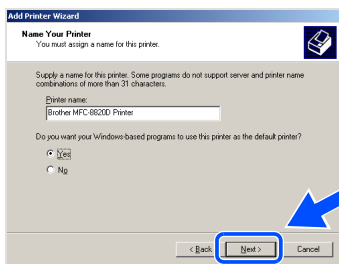 Add Printer Wizard
Name Your Printer
You must assign a name for this printer.
Supply a name for this printer. Some programs do not support server and printer name
combinations of more than 31 characters.
Printer name:
Brother MFC-8820D Printer
Do you want your Windows-based programs to use this printer as the default printer?
Yes
No
< Back
Next >
Cancel